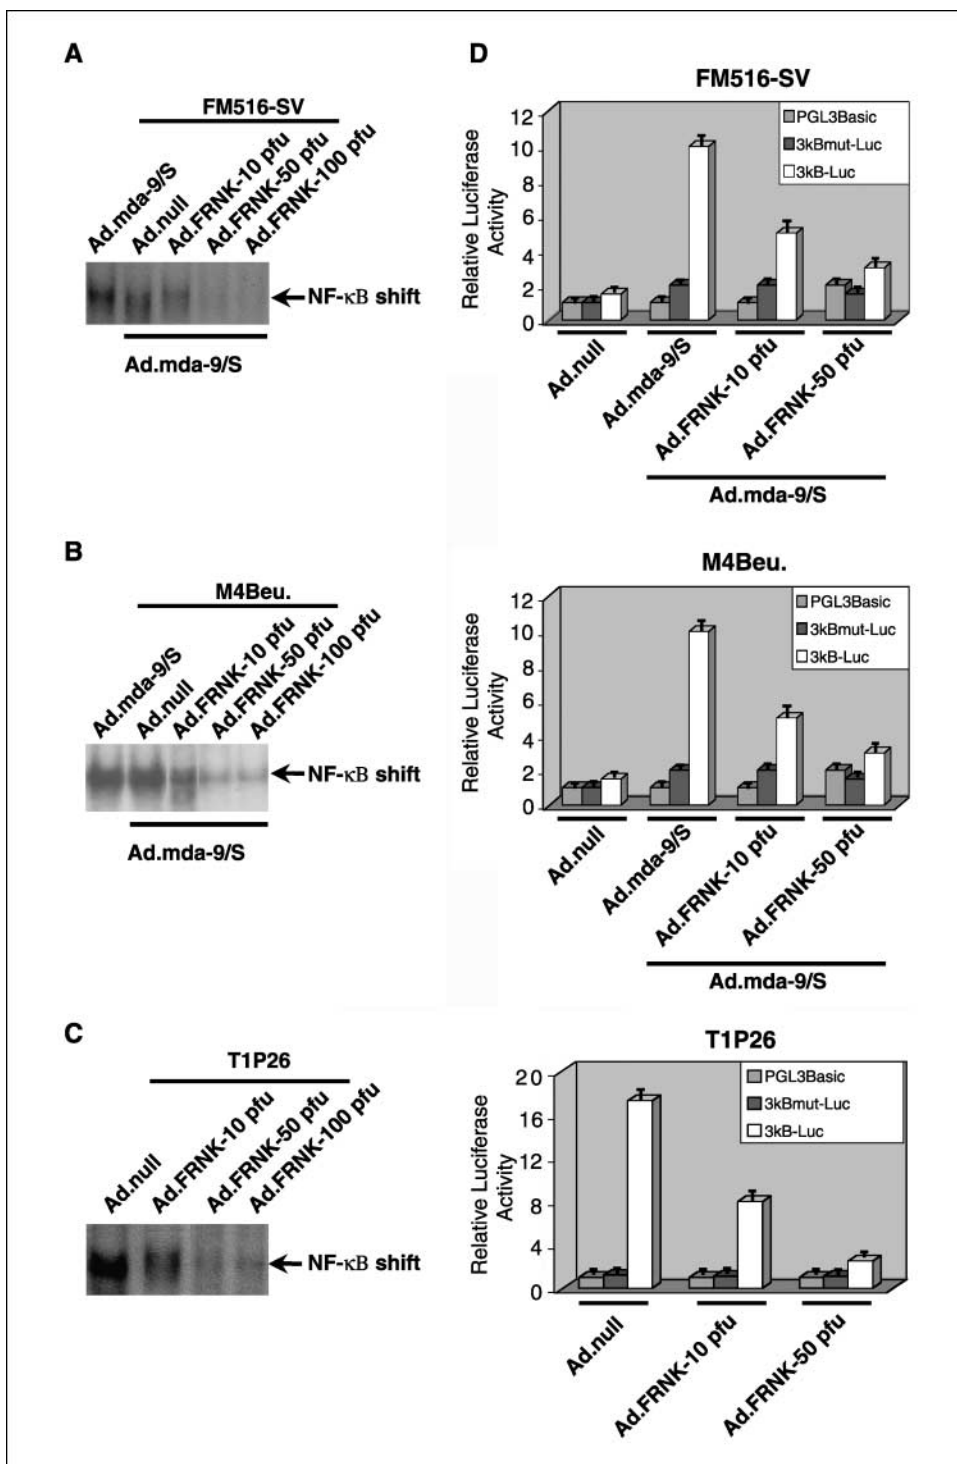 A
FM516-SV
Ad.mda-9/S
Ad.null
Ad.FRNK-10 pfu
Ad.FRNK-50 pfu
Ad.FRNK-100 pfu
NF-κB shift
Ad.mda-9/S
B
M4Beu.
Ad.mda-9/S
Ad.null
Ad.FRNK-10 pfu
Ad.FRNK-50 pfu
Ad.FRNK-100 pfu
NF-κB shift
Ad.mda-9/S
C
T1P26
Ad.null
Ad.FRNK-10 pfu
Ad.FRNK-50 pfu
Ad.FRNK-100 pfu
NF-κB shift
D
FM516-SV
Relative Luciferase
Activity
12
10
8
6
4
2
0
PGL3Basic
3kBmut-Luc
3kB-Luc
Ad.null
Ad.mda-9/S
Ad.FRNK-10 pfu
Ad.FRNK-50 pfu
Ad.mda-9/S
M4Beu.
Relative Luciferase
Activity
12
10
8
6
4
2
0
PGL3Basic
3kBmut-Luc
3kB-Luc
Ad.null
Ad.mda-9/S
Ad.FRNK-10 pfu
Ad.FRNK-50 pfu
Ad.mda-9/S
T1P26
Relative Luciferase
Activity
20
16
12
8
4
0
PGL3Basic
3kBmut-Luc
3kB-Luc
Ad.null
Ad.FRNK-10 pfu
Ad.FRNK-50 pfu